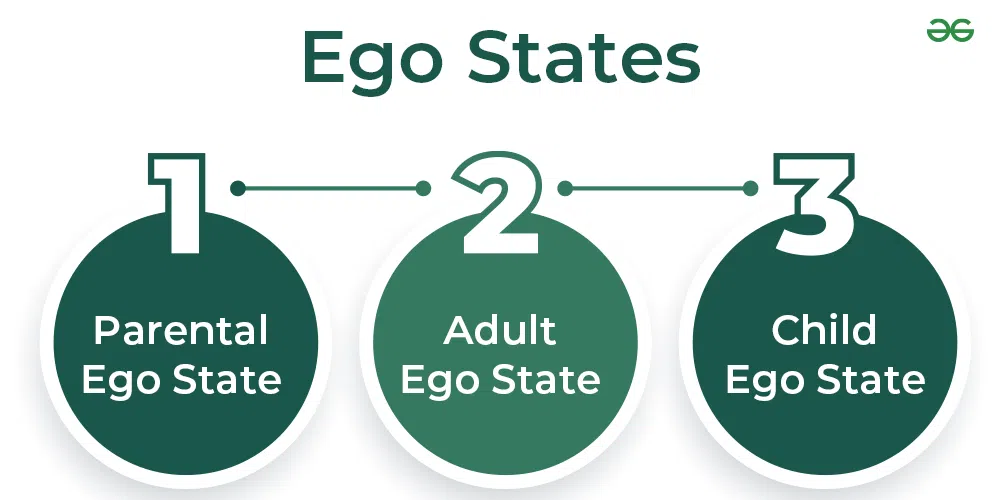 Ego States
1
2
3
Parental
Ego State
Adult
Ego State
Child
Ego State